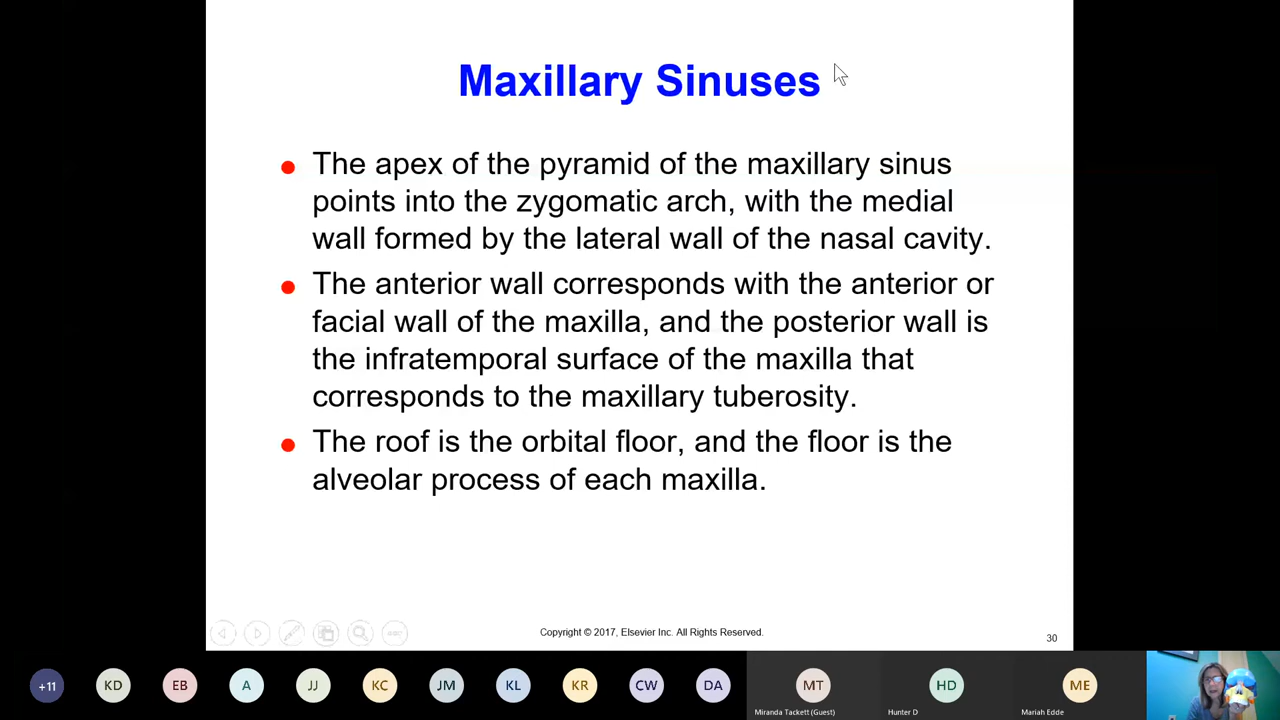 Maxillary Sinuses
The apex of the pyramid of the maxillary sinus
points into the zygomatic arch, with the medial
wall formed by the lateral wall of the nasal cavity.
The anterior wall corresponds with the anterior or
facial wall of the maxilla, and the posterior wall is
the infratemporal surface of the maxilla that
corresponds to the maxillary tuberosity.
The roof is the orbital floor, and the floor is the
alveolar process of each maxilla.
Copyright © 2017, Elsevier Inc. All Rights Reserved.
30
+11 KD EB A JJ KC JM KL KR CW DA MT HD ME
Miranda Tackett (Guest) Hunter D Mariah Edde